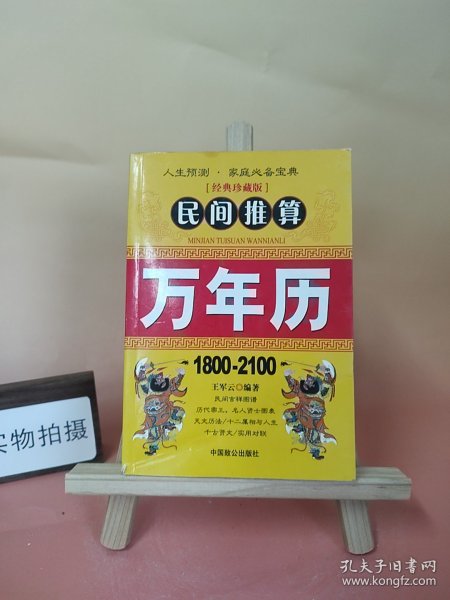 人生预测·家庭必备宝典
[经典珍藏版]
民间推算
MINJIAN TUISUAN WANNIANLI
万年历
1800-2100
王军云◎编著
民间吉祥图谱
历代帝王、名人贤士图表
天文历法/十二属相与人生
千古贤文/实用对联
中国致公出版社
实物拍摄
孔夫子旧书网
www.kongfz.com